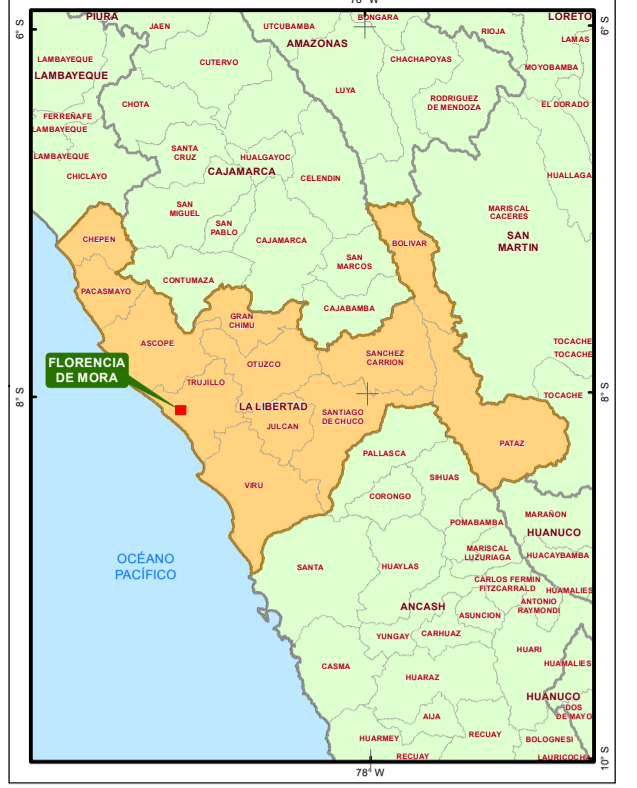 78° W
PIURA
BONGARA
LORETO
6° S
JAEN
UTCUBAMBA
RIOJA
6° S
LAMAS
AMAZONAS
LAMBAYEQUE
CUTERVO
CHACHAPOYAS
MOYOBAMBA
LAMBAYEQUE
LUYA
CHOTA
RODRIGUEZ
DE MENDOZA
EL DORADO
FERREÑAFE
LAMBAYEQUE
SANTA
CRUZ
HUALGAYOC
LAMBAYEQUE
CAJAMARCA
CHICLAYO
CELENDIN
HUALLAGA
SAN
MIGUEL
MARISCAL
CACERES
SAN
PABLO
SAN
MARTIN
CHEPEN
CAJAMARCA
BOLIVAR
SAN
MARCOS
CONTUMAZA
PACASMAYO
CAJABAMBA
GRAN
CHIMU
ASCOPE
TOCACHE
TOCACHE
SANCHEZ
CARRION
FLORENCIA
DE MORA
OTUZCO
TRUJILLO
8° S
TOCACHE
8° S
LA LIBERTAD
SANTIAGO
DE CHUCO
JULCAN
PATAZ
PALLASCA
SIHUAS
VIRU
CORONGO
MARAÑON
POMABAMBA
HUANUCO
OCÉANO
PACÍFICO
MARISCAL
LUZURIAGA
HUACAYBAMBA
SANTA
HUAYLAS
CARLOS FERMIN
FITZCARRALD
HUAMALIES
ANCASH
ANTONIO
RAYMONDI
ASUNCION
YUNGAY
CARHUAZ
HUARI
CASMA
HUAMALIES
HUARAZ
HUANUCO
DOS
DE MAYO
AIJA
HUARMEY
RECUAY
BOLOGNESI
RECUAY
LAURICOCHA
10° S
78° W